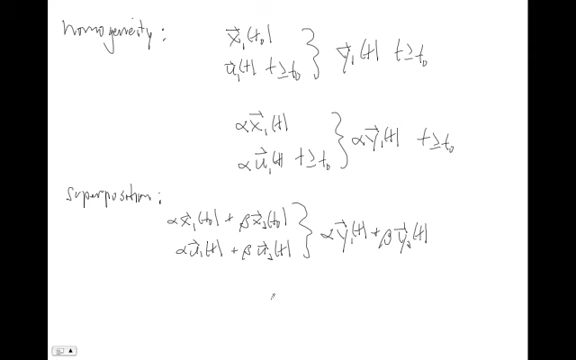 homogeneity:
x⃗₁(t₀)
u⃗₁(t) t≥t₀ } y⃗₁(t) t≥t₀
αx⃗₁(t)
αu⃗₁(t) t≥t₀ } αy⃗₁(t) t≥t₀
superposition:
αx⃗₁(t₀) + βx⃗₂(t₀)
αu⃗₁(t) + βu⃗₂(t) } αy⃗₁(t) + βy⃗₂(t)